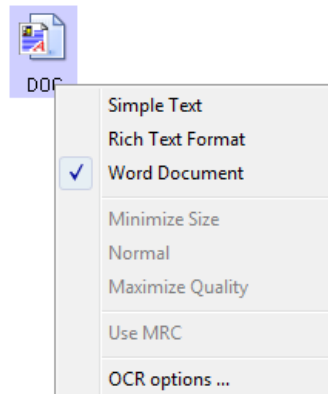 DOC
Simple Text
Rich Text Format
Word Document
Minimize Size
Normal
Maximize Quality
Use MRC
OCR options ...